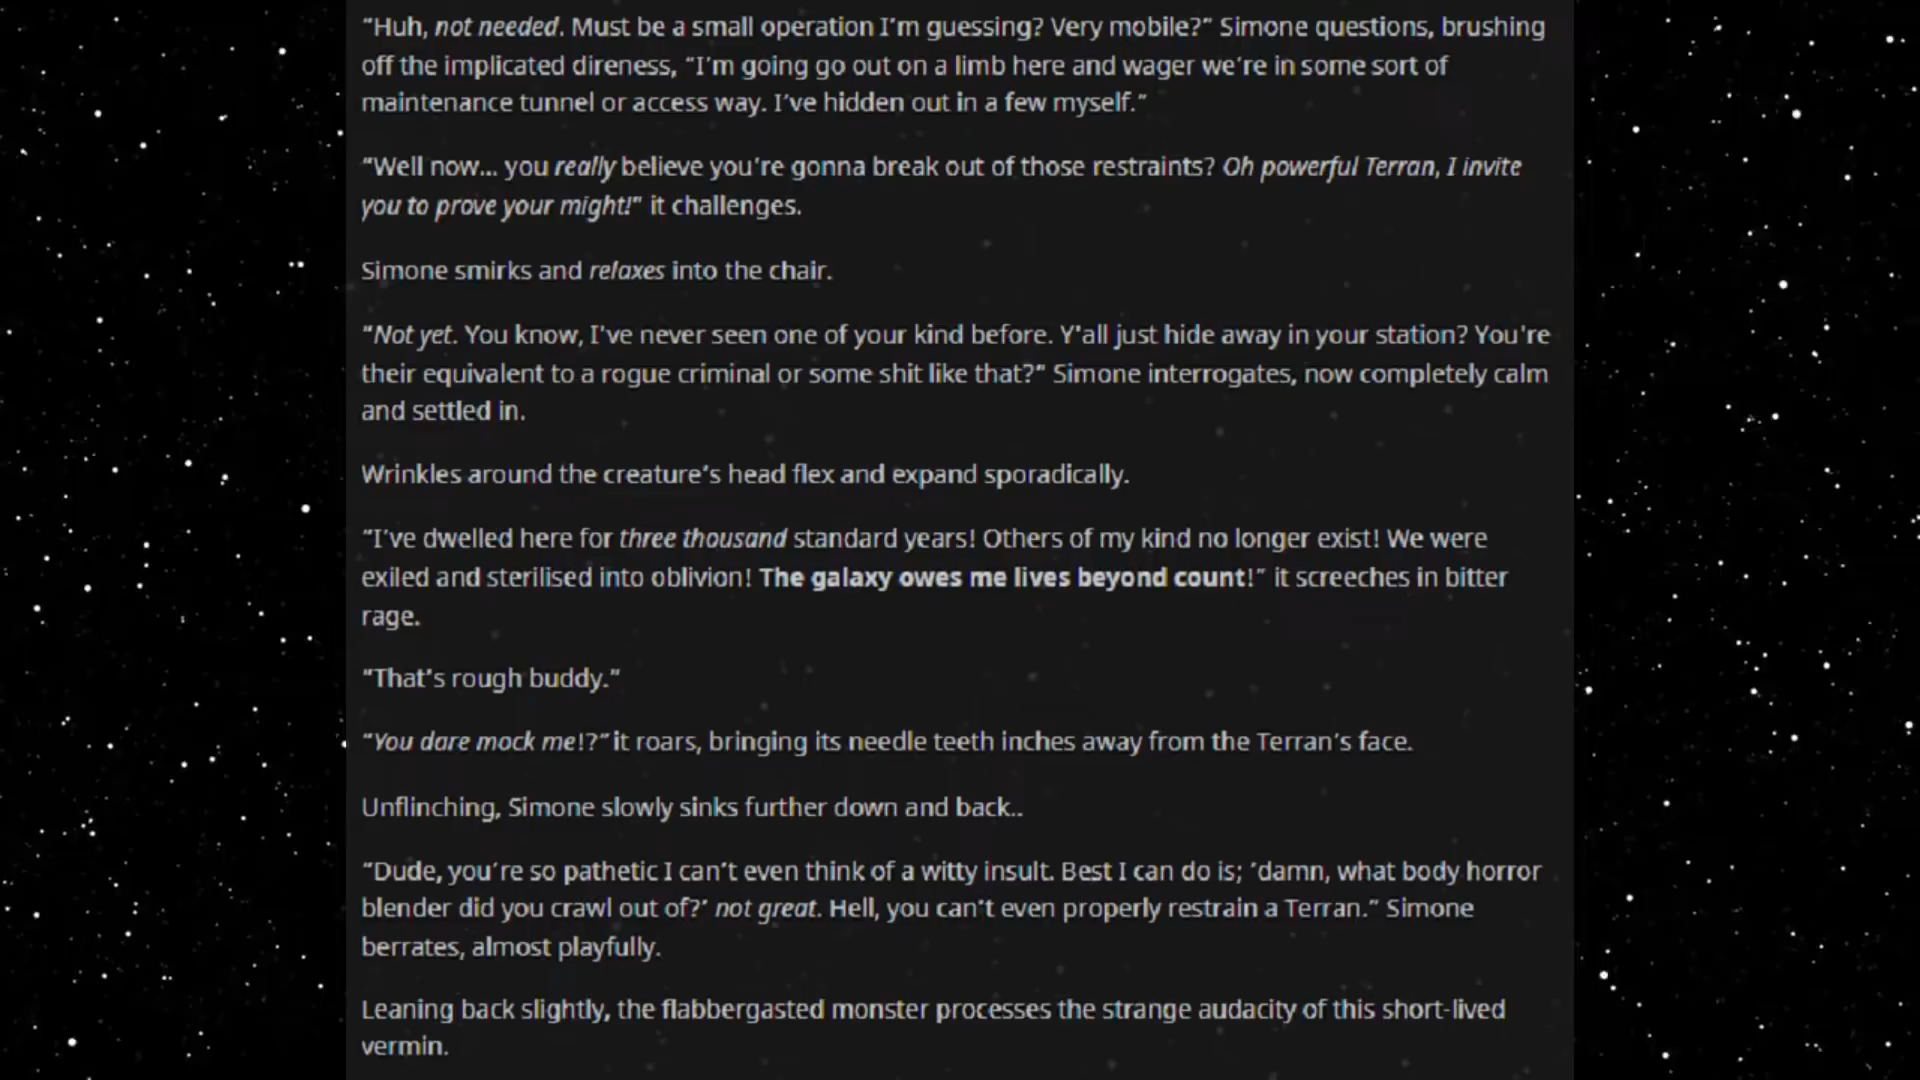 “Huh, not needed. Must be a small operation I’m guessing? Very mobile?” Simone questions, brushing
off the implicated direness, “I’m going go out on a limb here and wager we’re in some sort of
maintenance tunnel or access way. I’ve hidden out in a few myself.”
“Well now... you really believe you’re gonna break out of those restraints? Oh powerful Terran, I invite
you to prove your might!” it challenges.
Simone smirks and relaxes into the chair.
“Not yet. You know, I’ve never seen one of your kind before. Y’all just hide away in your station? You’re
their equivalent to a rogue criminal or some shit like that?” Simone interrogates, now completely calm
and settled in.
Wrinkles around the creature’s head flex and expand sporadically.
“I’ve dwelled here for three thousand standard years! Others of my kind no longer exist! We were
exiled and sterilised into oblivion! The galaxy owes me lives beyond count!” it screeches in bitter
rage.
“That’s rough buddy.”
“You dare mock me!?” it roars, bringing its needle teeth inches away from the Terran’s face.
Unflinching, Simone slowly sinks further down and back..
“Dude, you’re so pathetic I can’t even think of a witty insult. Best I can do is; ‘damn, what body horror
blender did you crawl out of?’ not great. Hell, you can’t even properly restrain a Terran.” Simone
berrates, almost playfully.
Leaning back slightly, the flabbergasted monster processes the strange audacity of this short-lived
vermin.